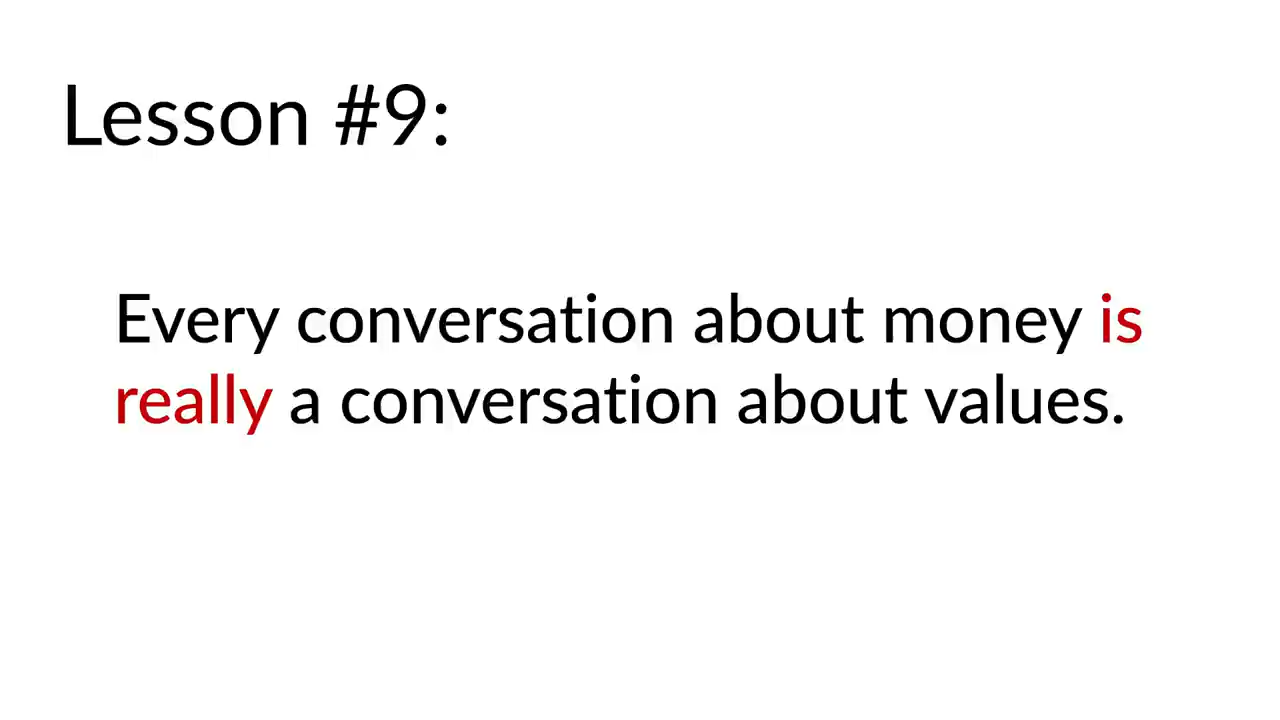 Lesson #9:
Every conversation about money is
really a conversation about values.